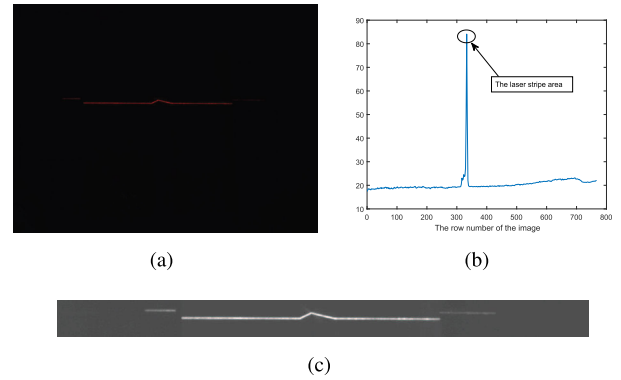 90
80
70
60
50
40
30
20
10
The laser stripe area
0 100 200 300 400 500 600 700 800
The row number of the image
(a)
(b)
(c)